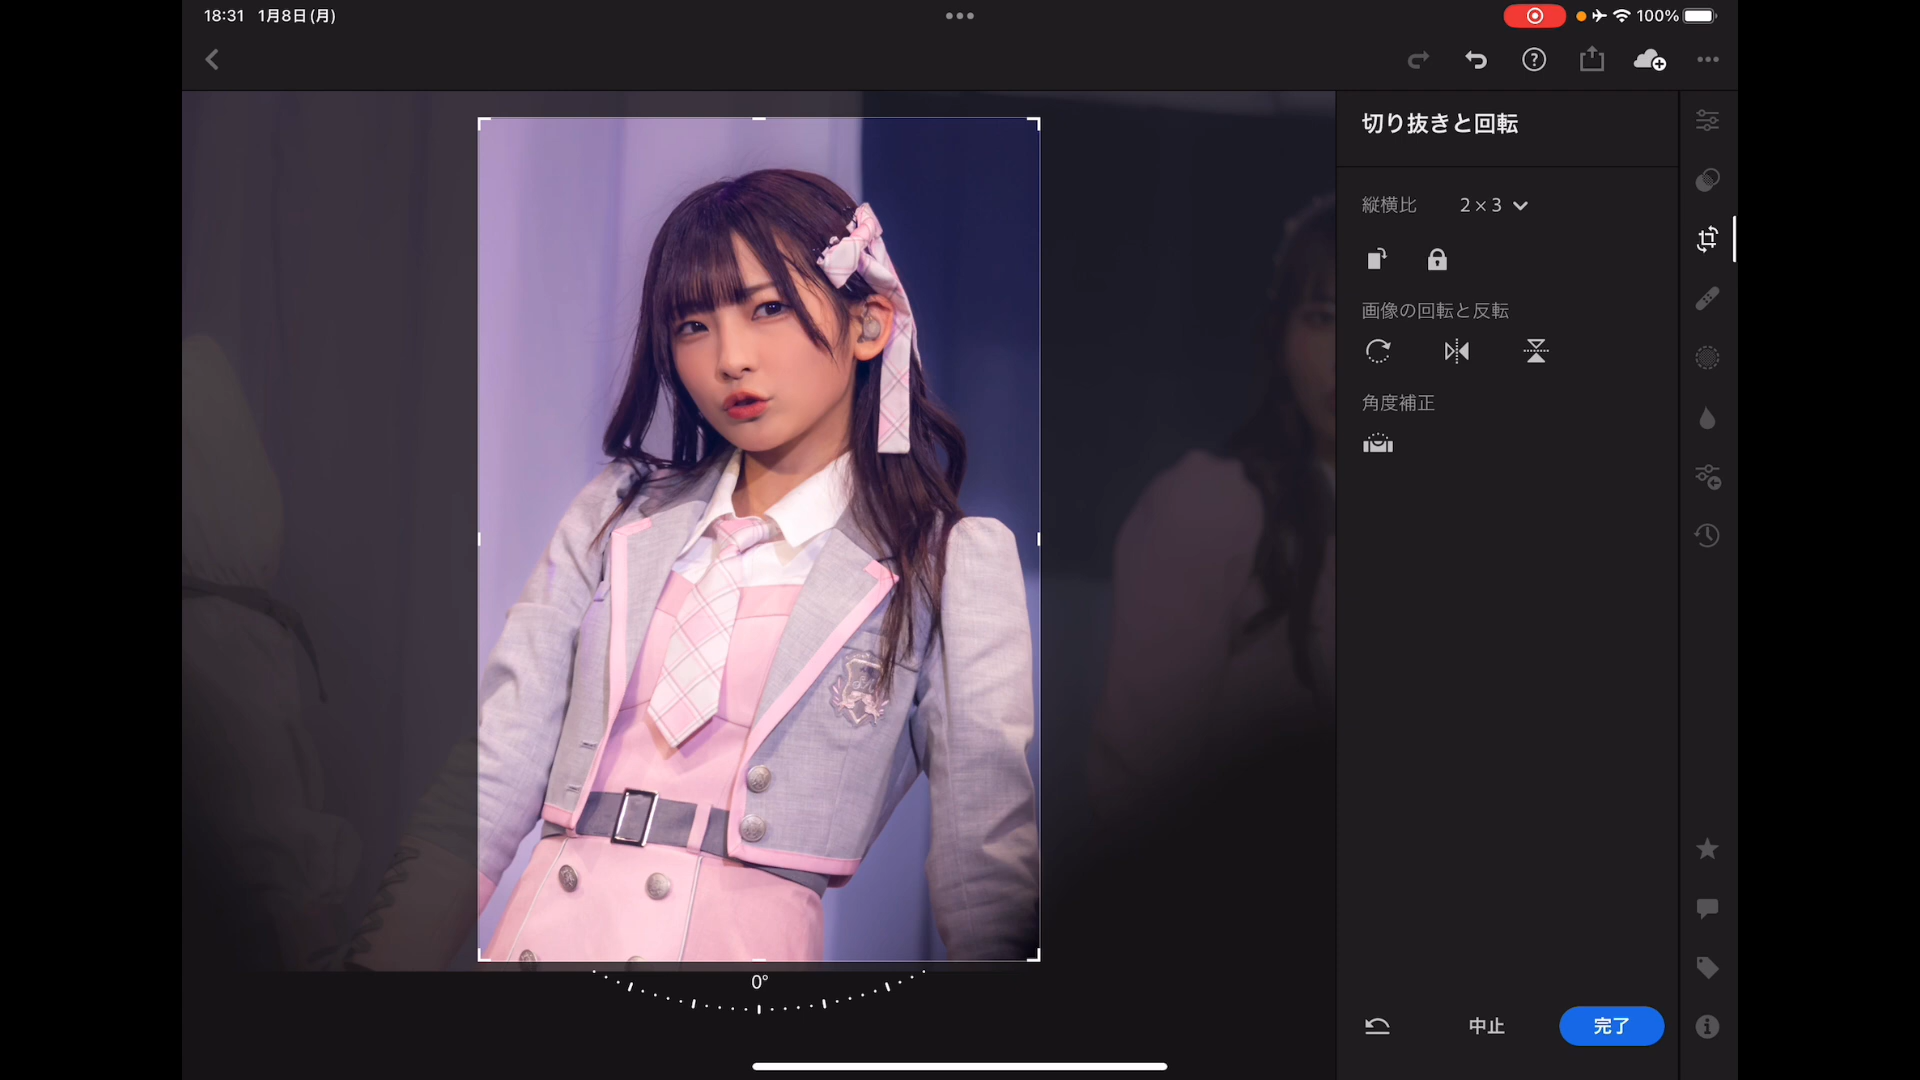 18:31 1月8日(月)
100%
切り抜きと回転
縦横比 2 × 3
画像の回転と反転
角度補正
0°
中止 完了